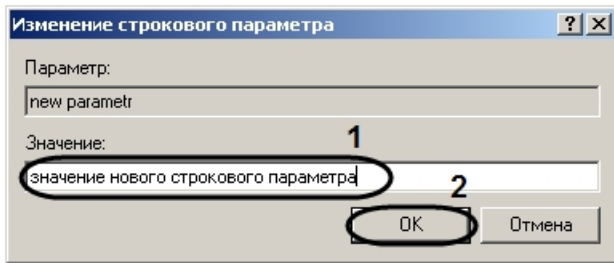 Изменение строкового параметра
Параметр:
new parametr
Значение:
1
значение нового строкового параметра
2
OK
Отмена